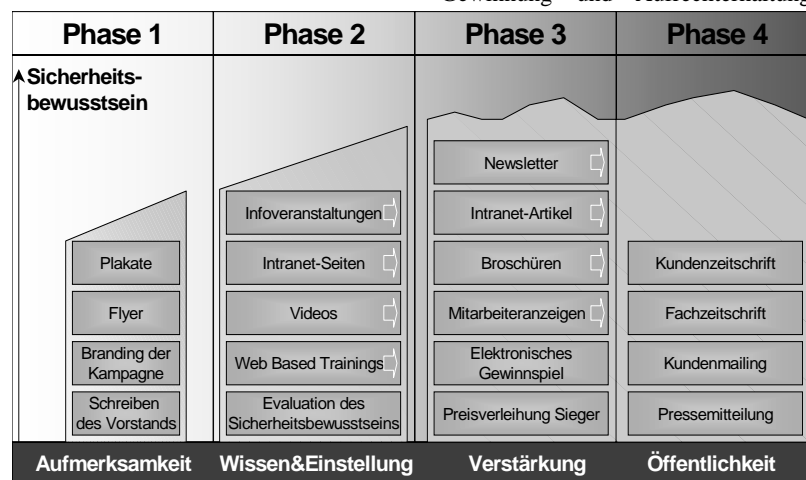 Gewinnung und Aufrechterhaltung
Phase 1
Phase 2
Phase 3
Phase 4
Sicherheits-
bewusstsein
Plakate
Flyer
Branding der
Kampagne
Schreiben
des Vorstands
Infoveranstaltungen
Intranet-Seiten
Videos
Web Based Trainings
Evaluation des
Sicherheitsbewusstseins
Newsletter
Intranet-Artikel
Broschüren
Mitarbeiteranzeigen
Elektronisches
Gewinnspiel
Preisverleihung Sieger
Kundenzeitschrift
Fachzeitschrift
Kundenmailing
Pressemitteilung
Aufmerksamkeit
Wissen&Einstellung
Verstärkung
Öffentlichkeit